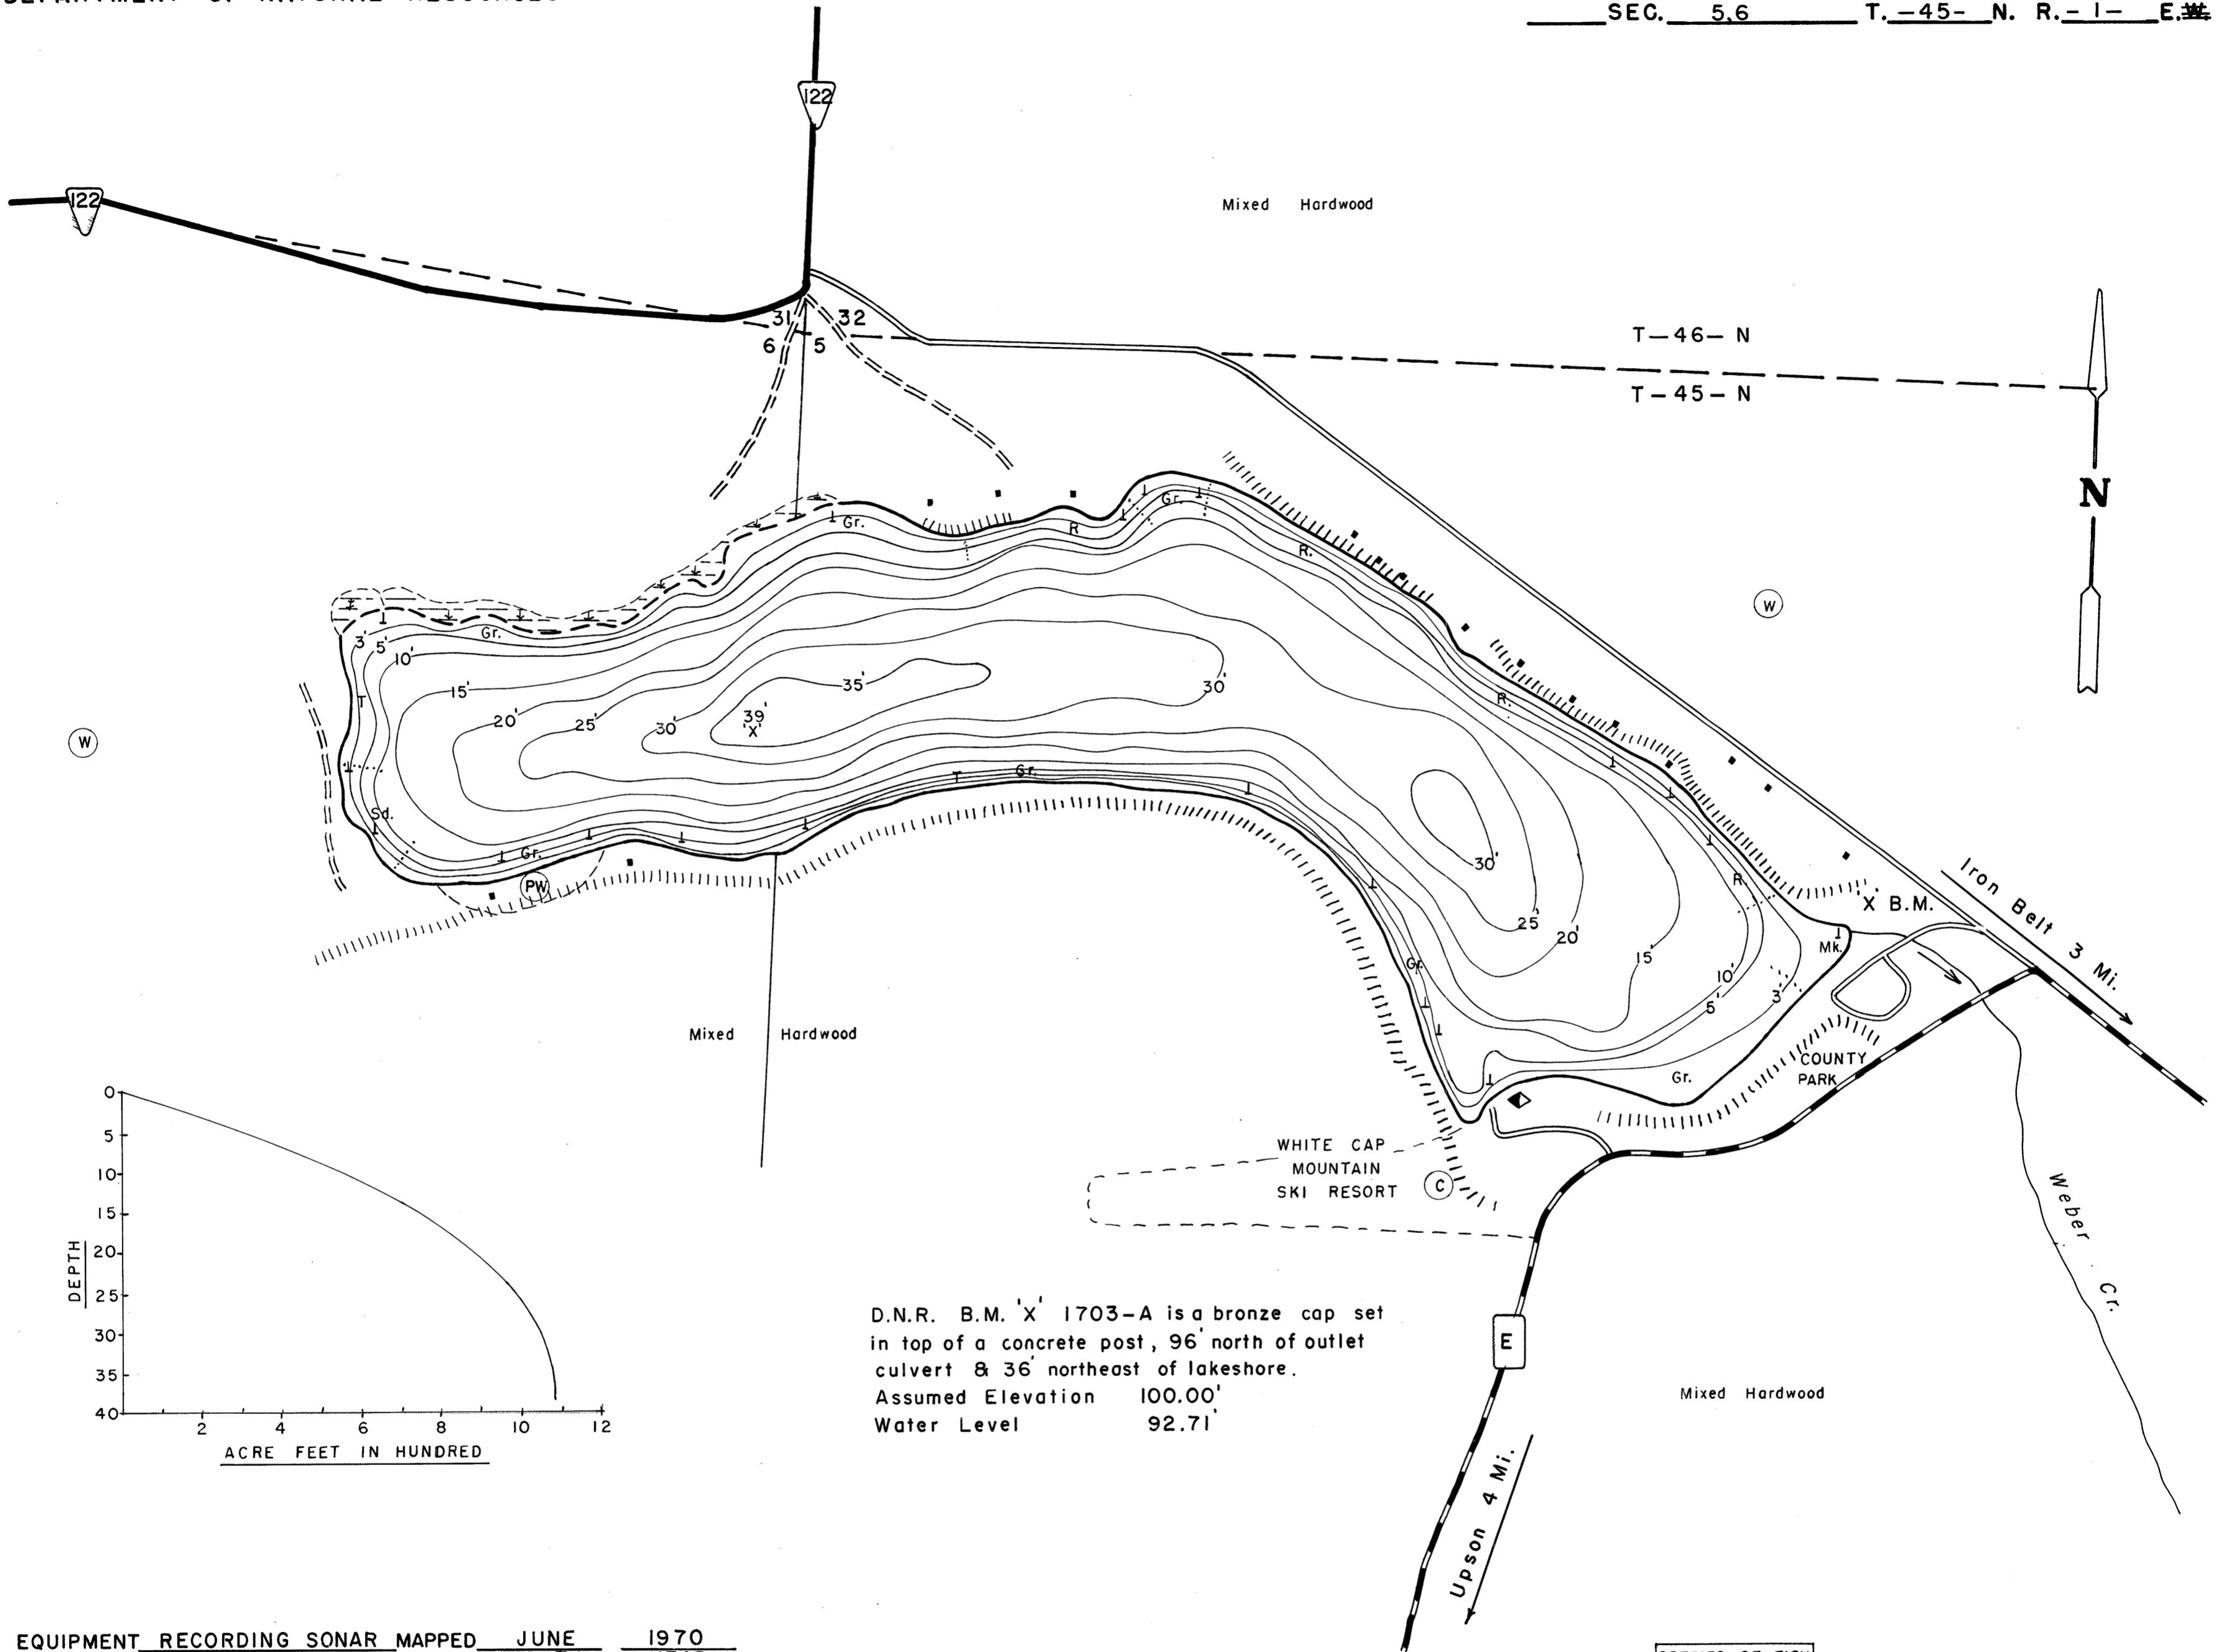 SEC. 5,6 T. -45- N. R. -1- E.W.
122
122
Mixed Hardwood
31 32
6 5
T-46-N
T-45-N
N
Gr.
R
Gr.
R.
W
3' 5' 10'
Gr.
T
15'
20'
25'
30'
39'
'X'
35'
30'
R.
W
T Gr.
Sd.
Gr.
PW
30'
R.
25'
20'
15'
10'
5'
3'
Mk.
Gr.
Gr.
'X' B.M.
Iron Belt 3 Mi.
COUNTY
PARK
Mixed Hardwood
WHITE CAP
MOUNTAIN
SKI RESORT
C
Weber Cr.
0
5
10
15
20
25
30
35
40
DEPTH
2 4 6 8 10 12
ACRE FEET IN HUNDRED
D.N.R. B.M. 'X' 1703-A is a bronze cap set
in top of a concrete post, 96' north of outlet
culvert & 36' northeast of lakeshore.
Assumed Elevation 100.00'
Water Level 92.71'
E
Mixed Hardwood
Upson 4 Mi.
EQUIPMENT RECORDING SONAR MAPPED JUNE 1970